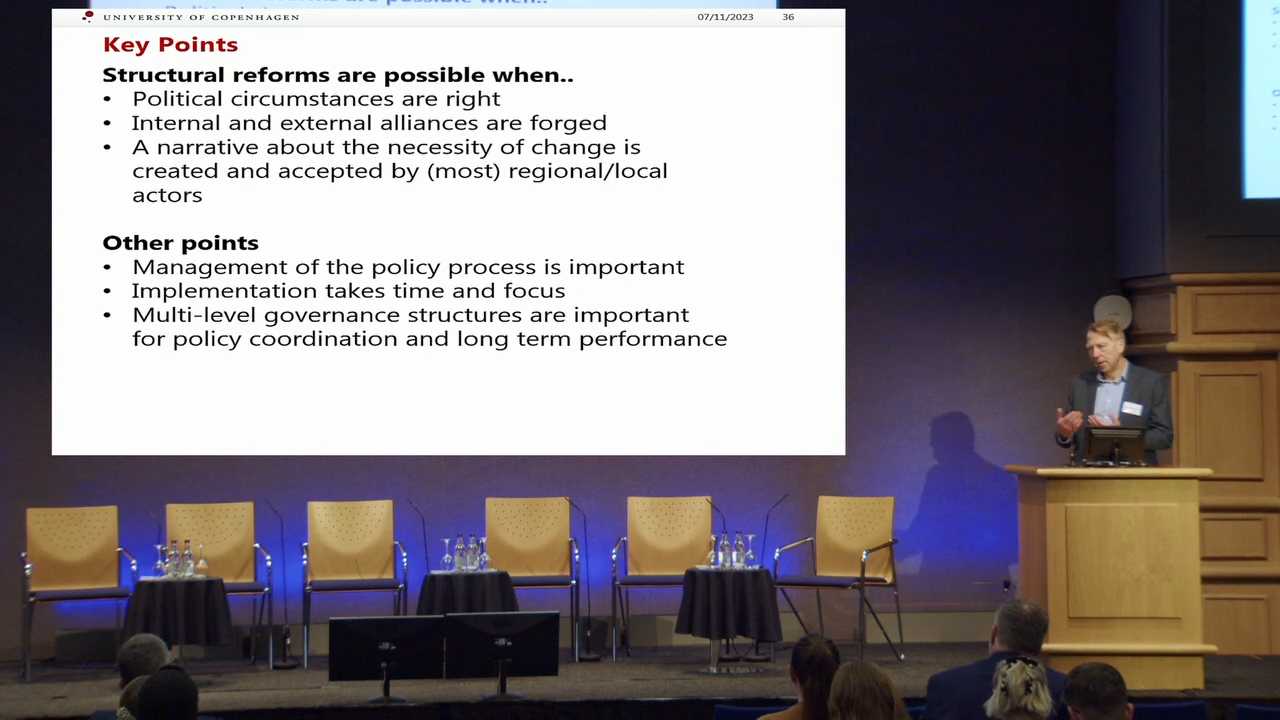 UNIVERSITY OF COPENHAGEN 07/11/2023 36
Key Points
Structural reforms are possible when..
• Political circumstances are right
• Internal and external alliances are forged
• A narrative about the necessity of change is
created and accepted by (most) regional/local
actors
Other points
• Management of the policy process is important
• Implementation takes time and focus
• Multi-level governance structures are important
for policy coordination and long term performance